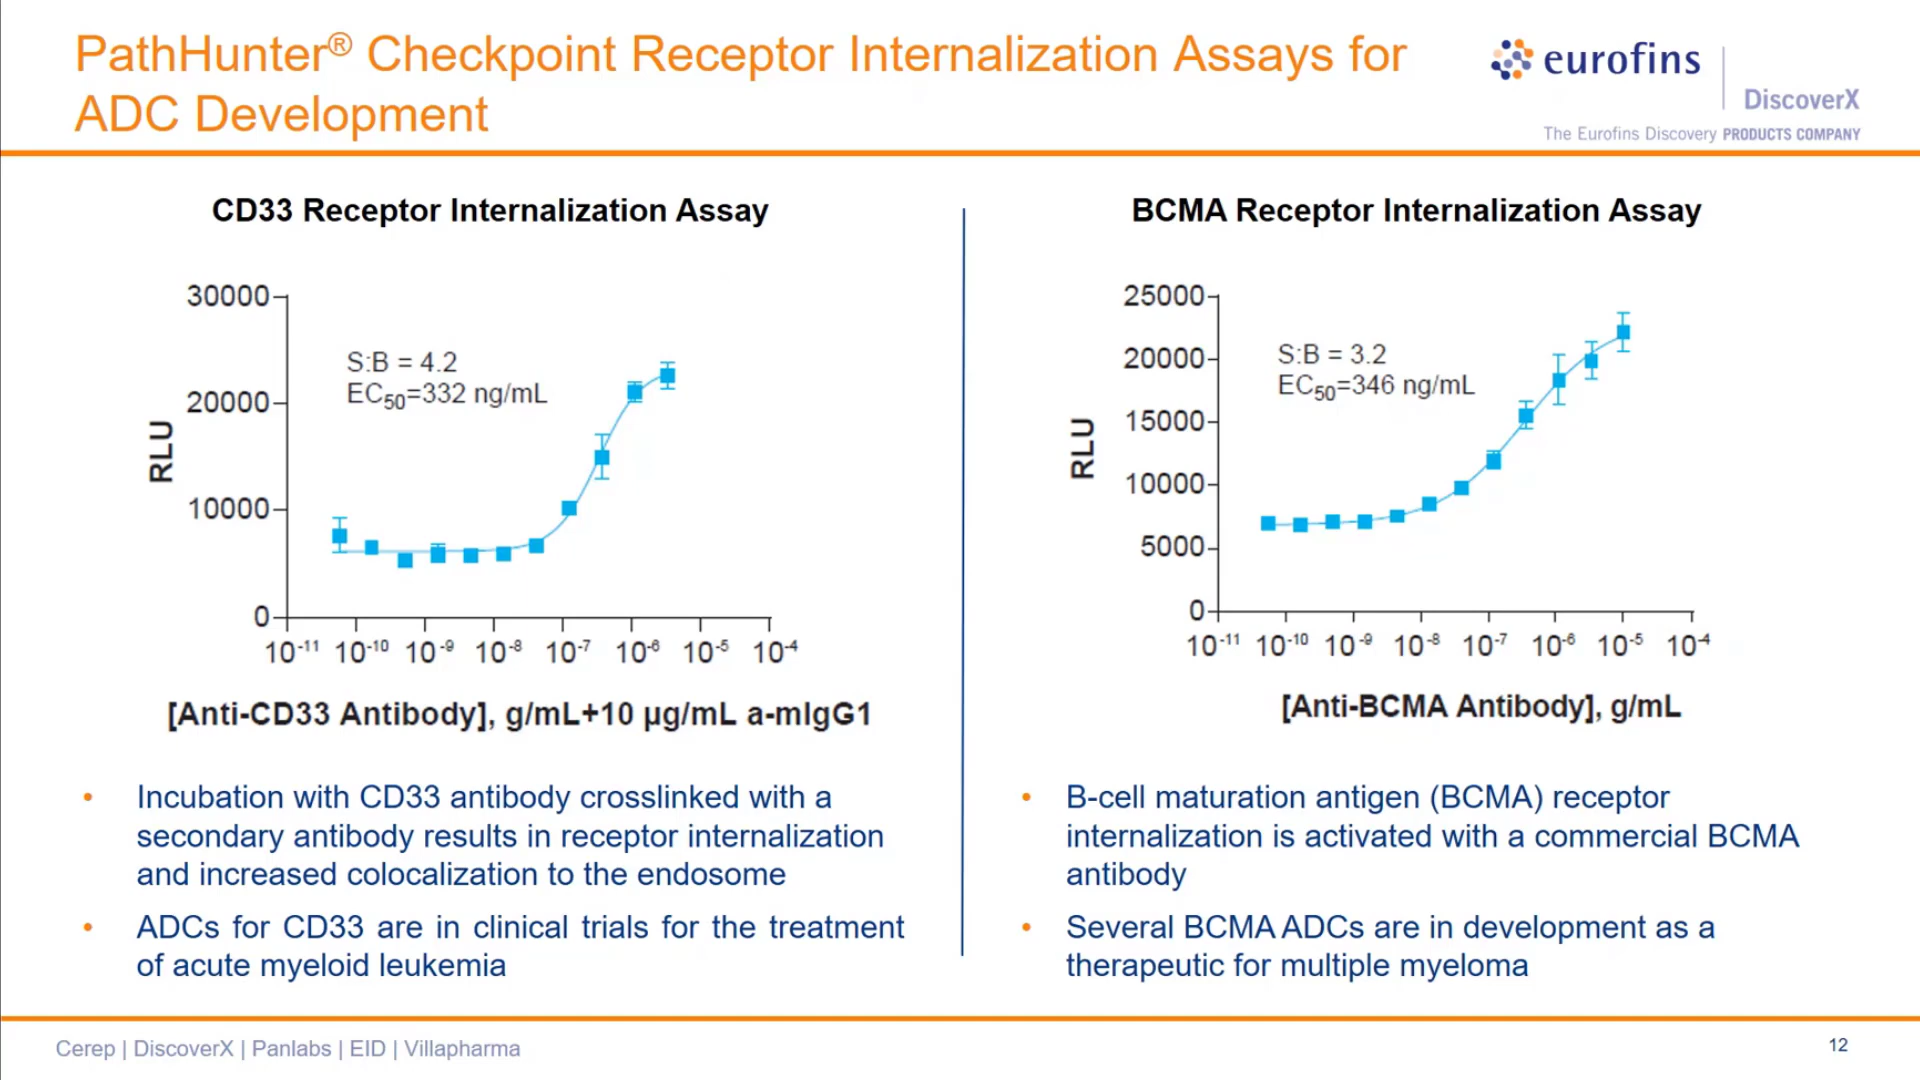 PathHunter® Checkpoint Receptor Internalization Assays for
ADC Development
eurofins
DiscoverX
The Eurofins Discovery PRODUCTS COMPANY
CD33 Receptor Internalization Assay
30000
20000
10000
0
RLU
S:B = 4.2
EC50=332 ng/mL
10-11 10-10 10-9 10-8 10-7 10-6 10-5 10-4
[Anti-CD33 Antibody], g/mL+10 µg/mL a-mIgG1
• Incubation with CD33 antibody crosslinked with a
secondary antibody results in receptor internalization
and increased colocalization to the endosome
• ADCs for CD33 are in clinical trials for the treatment
of acute myeloid leukemia
BCMA Receptor Internalization Assay
25000
20000
15000
10000
5000
0
RLU
S:B = 3.2
EC50=346 ng/mL
10-11 10-10 10-9 10-8 10-7 10-6 10-5 10-4
[Anti-BCMA Antibody], g/mL
• B-cell maturation antigen (BCMA) receptor
internalization is activated with a commercial BCMA
antibody
• Several BCMA ADCs are in development as a
therapeutic for multiple myeloma
Cerep | DiscoverX | Panlabs | EID | Villapharma
12